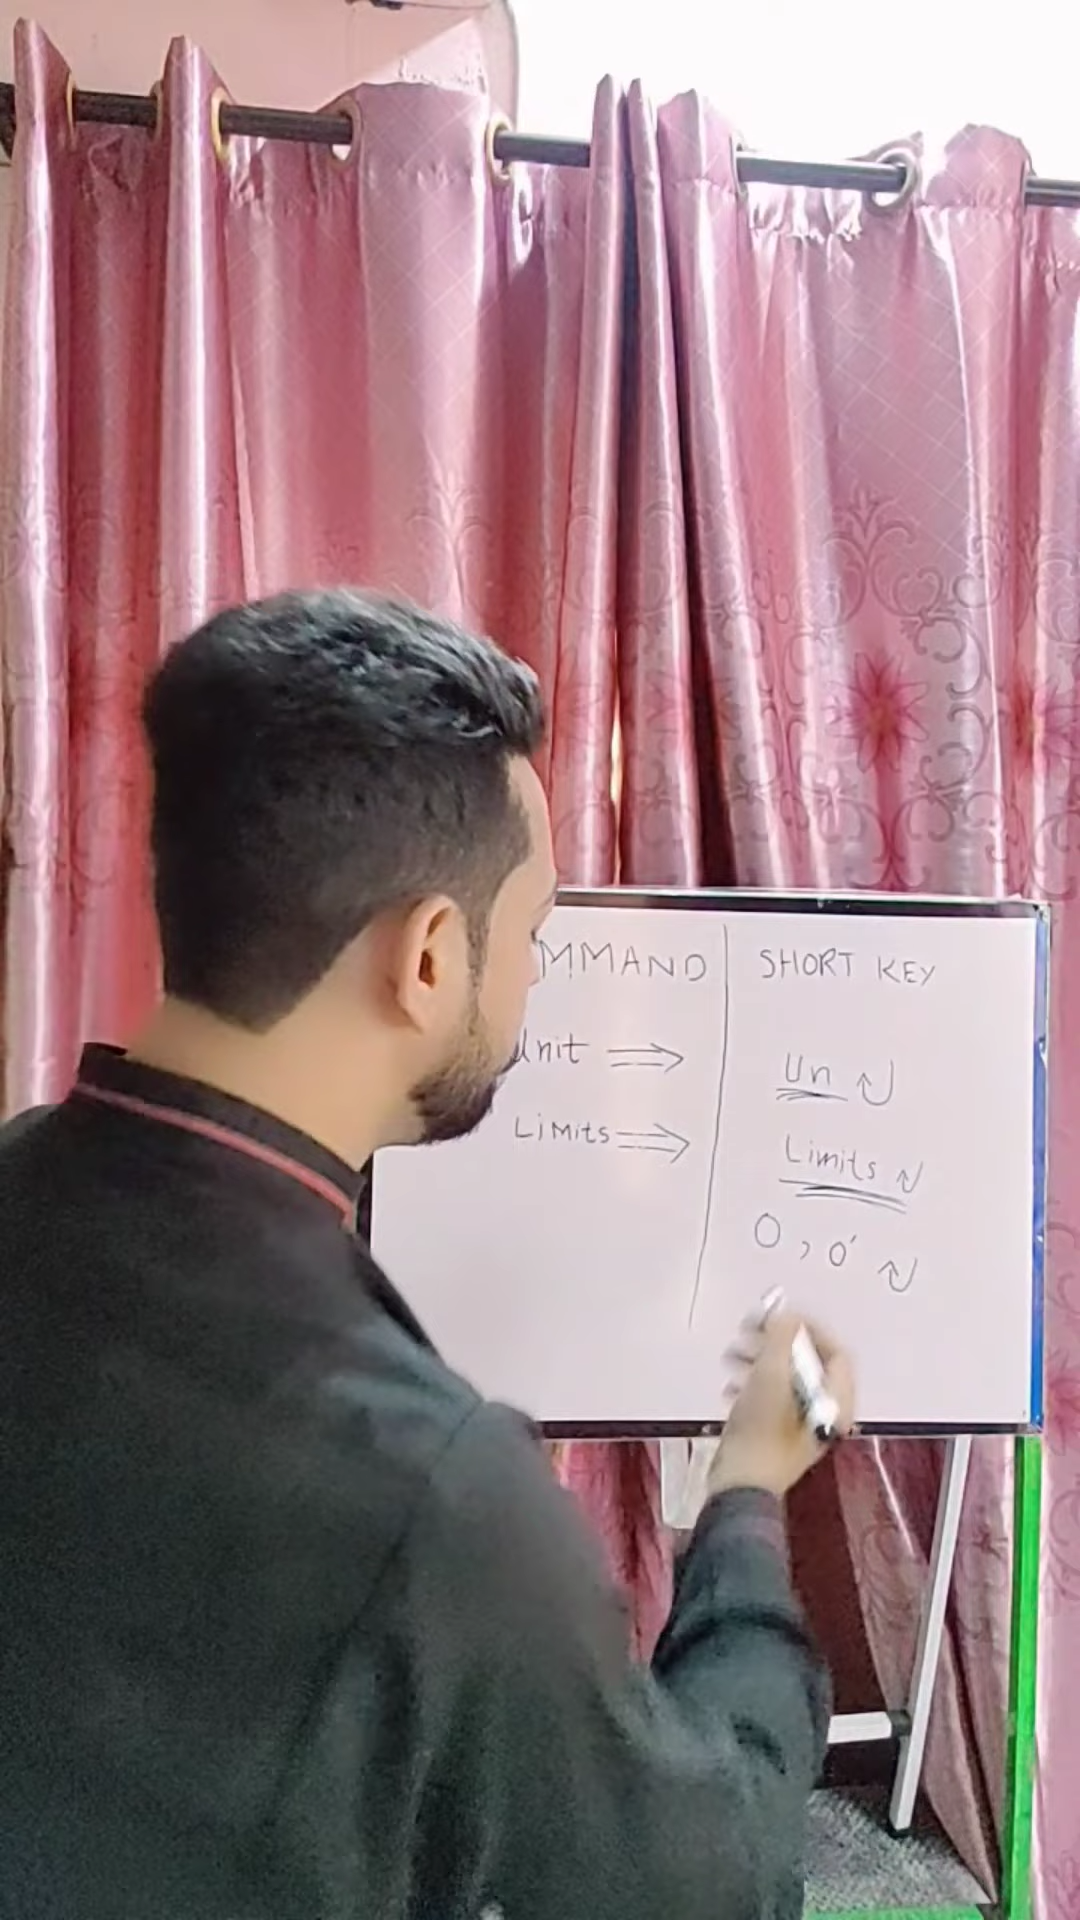 MMAND SHORT KEY
Unit ⇒ Un ↲
Limits ⇒ Limits ↲
0 , 0' ↲